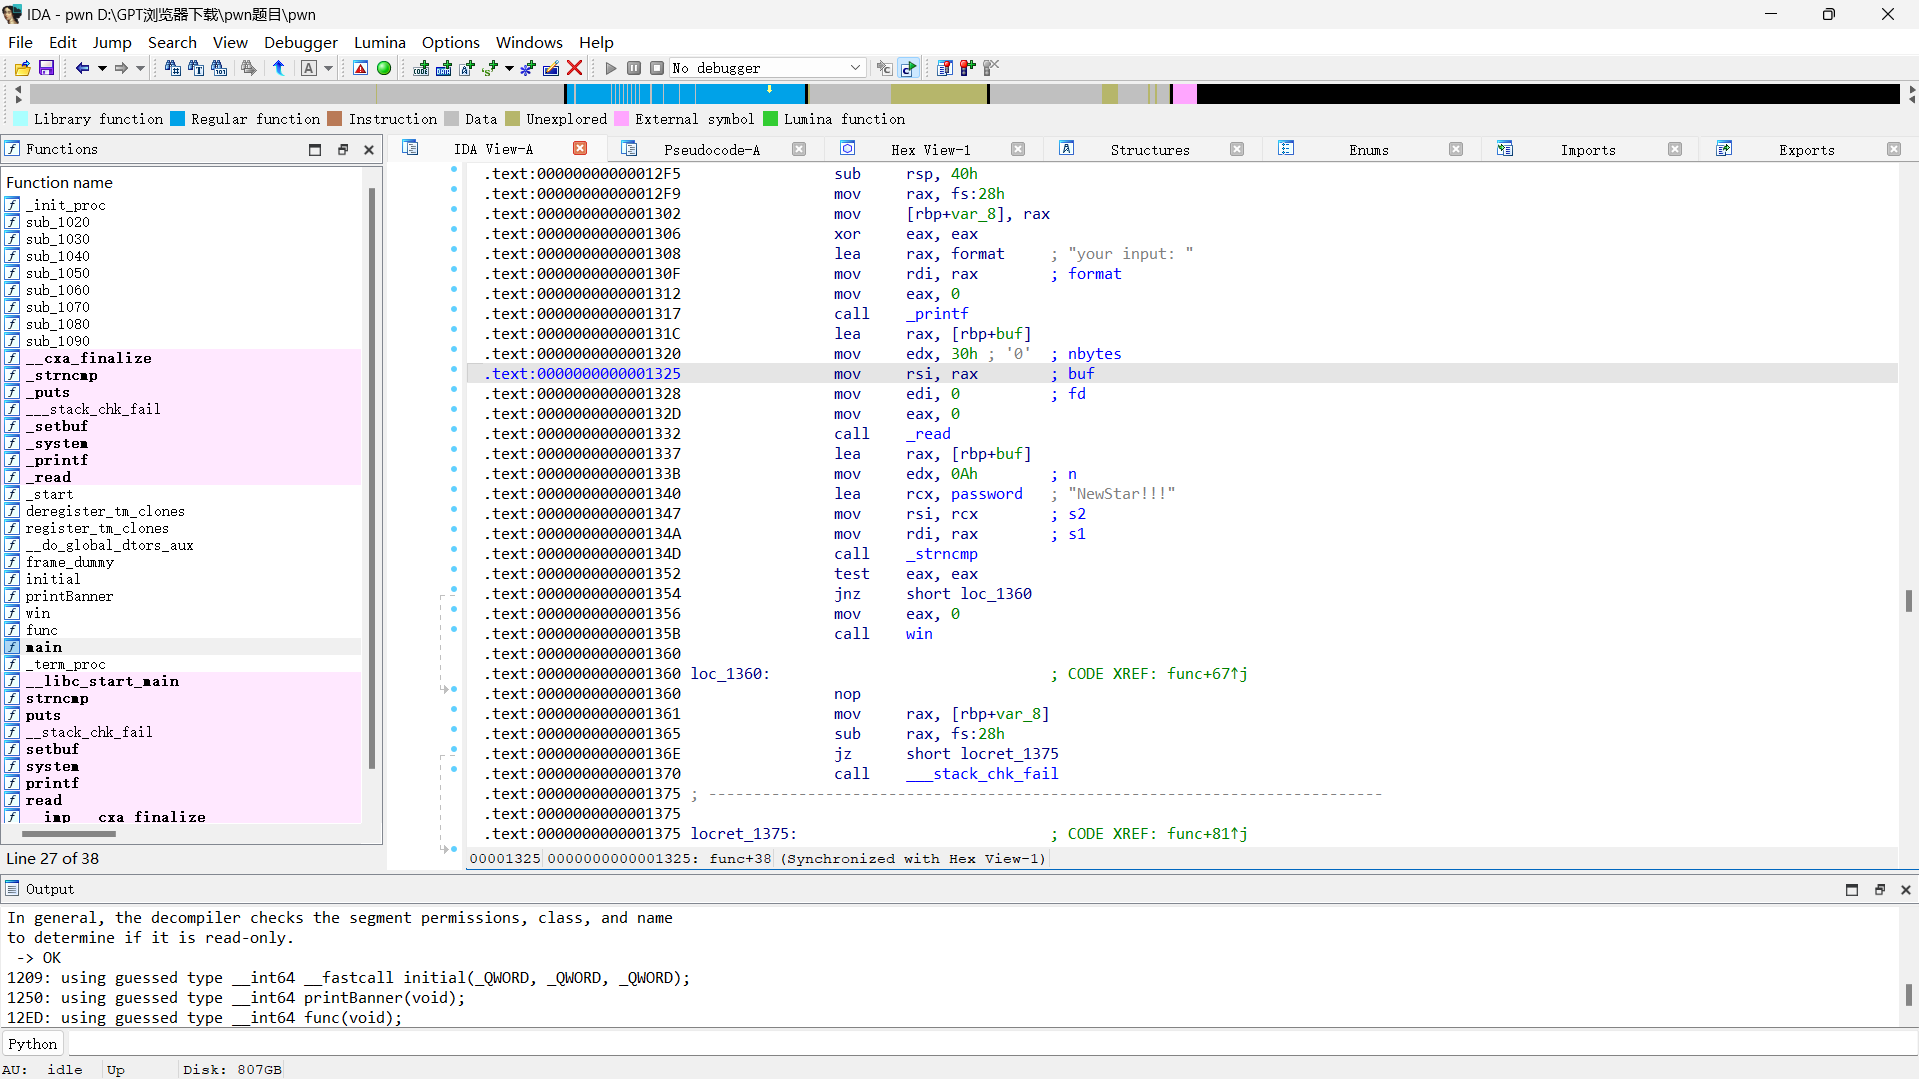 IDA - pwn D:\GPT浏览器下载\pwn题目\pwn
File Edit Jump Search View Debugger Lumina Options Windows Help
No debugger
Library function Regular function Instruction Data Unexplored External symbol Lumina function
Functions
IDA View-A Pseudocode-A Hex View-1 Structures Enums Imports Exports
Function name
_init_proc
sub_1020
sub_1030
sub_1040
sub_1050
sub_1060
sub_1070
sub_1080
sub_1090
__cxa_finalize
_strncmp
_puts
___stack_chk_fail
_setbuf
_system
_printf
_read
_start
deregister_tm_clones
register_tm_clones
__do_global_dtors_aux
frame_dummy
initial
printBanner
win
func
main
_term_proc
__libc_start_main
strncmp
puts
__stack_chk_fail
setbuf
system
printf
read
__imp___cxa_finalize
Line 27 of 38
.text:00000000000012F5 sub rsp, 40h
.text:00000000000012F9 mov rax, fs:28h
.text:0000000000001302 mov [rbp+var_8], rax
.text:0000000000001306 xor eax, eax
.text:0000000000001308 lea rax, format ; "your input: "
.text:000000000000130F mov rdi, rax ; format
.text:0000000000001312 mov eax, 0
.text:0000000000001317 call _printf
.text:000000000000131C lea rax, [rbp+buf]
.text:0000000000001320 mov edx, 30h ; '0' ; nbytes
.text:0000000000001325 mov rsi, rax ; buf
.text:0000000000001328 mov edi, 0 ; fd
.text:000000000000132D mov eax, 0
.text:0000000000001332 call _read
.text:0000000000001337 lea rax, [rbp+buf]
.text:000000000000133B mov edx, 0Ah ; n
.text:0000000000001340 lea rcx, password ; "NewStar!!!"
.text:0000000000001347 mov rsi, rcx ; s2
.text:000000000000134A mov rdi, rax ; s1
.text:000000000000134D call _strncmp
.text:0000000000001352 test eax, eax
.text:0000000000001354 jnz short loc_1360
.text:0000000000001356 mov eax, 0
.text:000000000000135B call win
.text:0000000000001360
.text:0000000000001360 loc_1360: ; CODE XREF: func+67↑j
.text:0000000000001360 nop
.text:0000000000001361 mov rax, [rbp+var_8]
.text:0000000000001365 sub rax, fs:28h
.text:000000000000136E jz short locret_1375
.text:0000000000001370 call ___stack_chk_fail
.text:0000000000001375 ; ---------------------------------------------------------------------------
.text:0000000000001375
.text:0000000000001375 locret_1375: ; CODE XREF: func+81↑j
00001325 0000000000001325: func+38 (Synchronized with Hex View-1)
Output
In general, the decompiler checks the segment permissions, class, and name
to determine if it is read-only.
-> OK
1209: using guessed type __int64 __fastcall initial(_QWORD, _QWORD, _QWORD);
1250: using guessed type __int64 printBanner(void);
12ED: using guessed type __int64 func(void);
Python
AU: idle Up Disk: 807GB